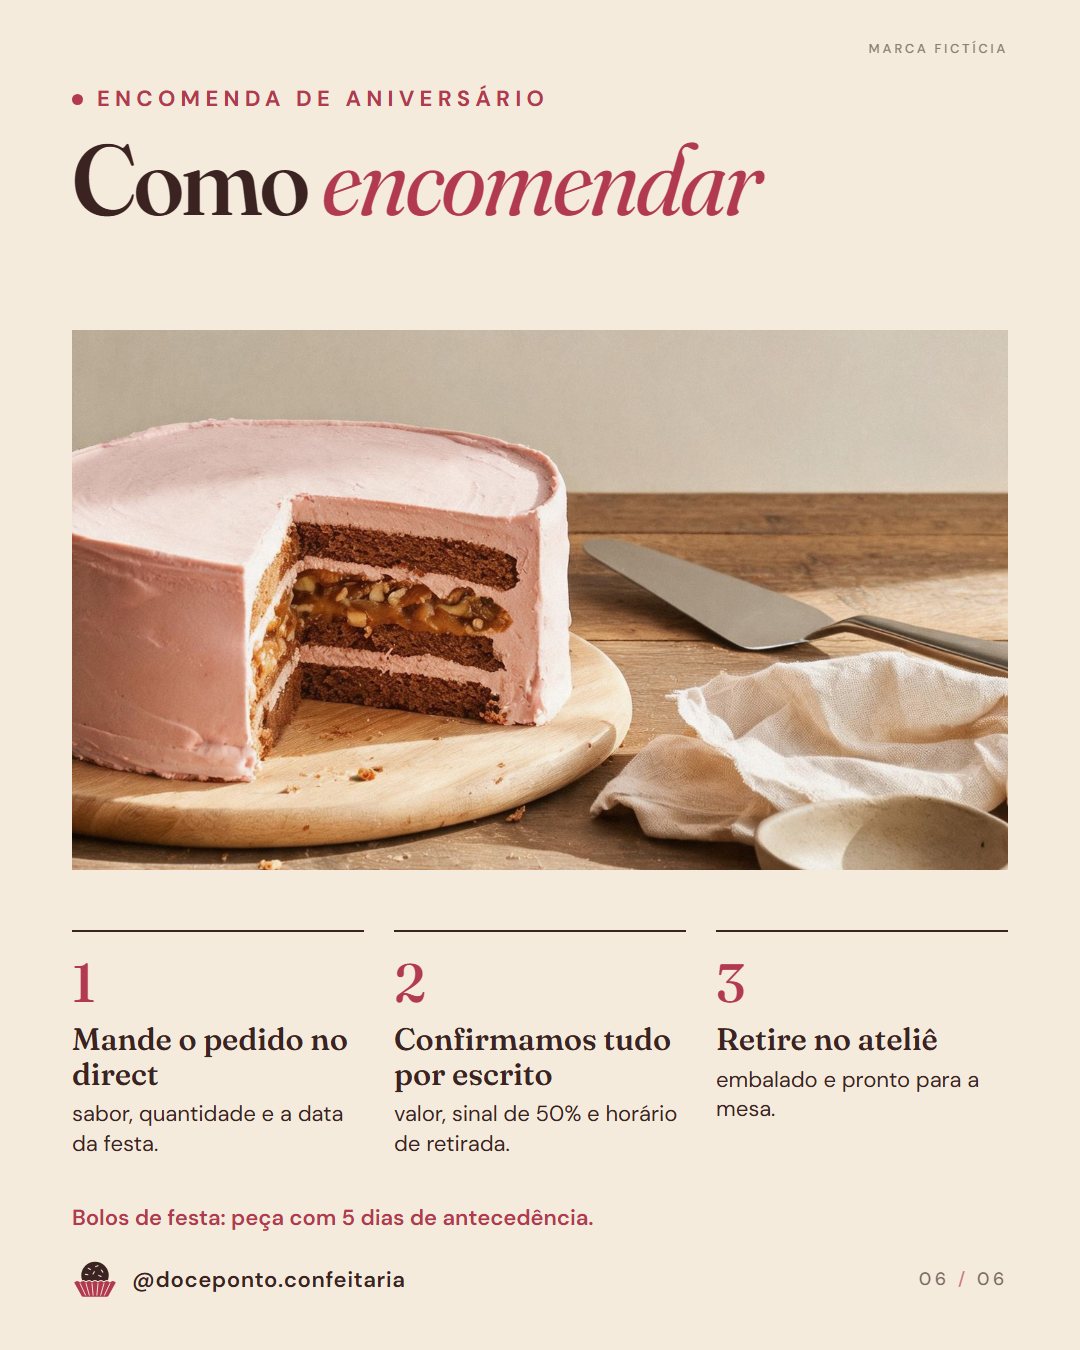 MARCA FICTÍCIA
ENCOMENDA DE ANIVERSÁRIO
Como encomendar
1
Mande o pedido no
direct
sabor, quantidade e a data
da festa.
2
Confirmamos tudo
por escrito
valor, sinal de 50% e horário
de retirada.
3
Retire no ateliê
embalado e pronto para a
mesa.
Bolos de festa: peça com 5 dias de antecedência.
@doceponto.confeitaria
06 / 06